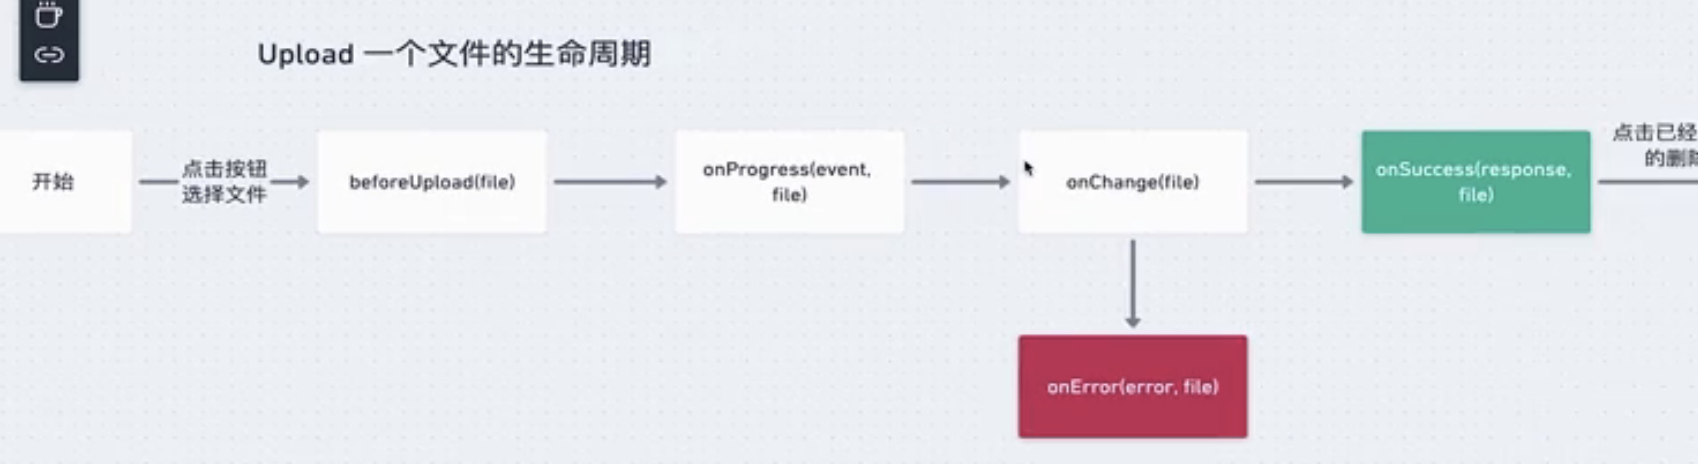 Upload 一个文件的生命周期
开始
点击按钮
选择文件
beforeUpload(file)
onProgress(event,
file)
onChange(file)
onSuccess(response,
file)
点击已经
的删除
onError(error, file)